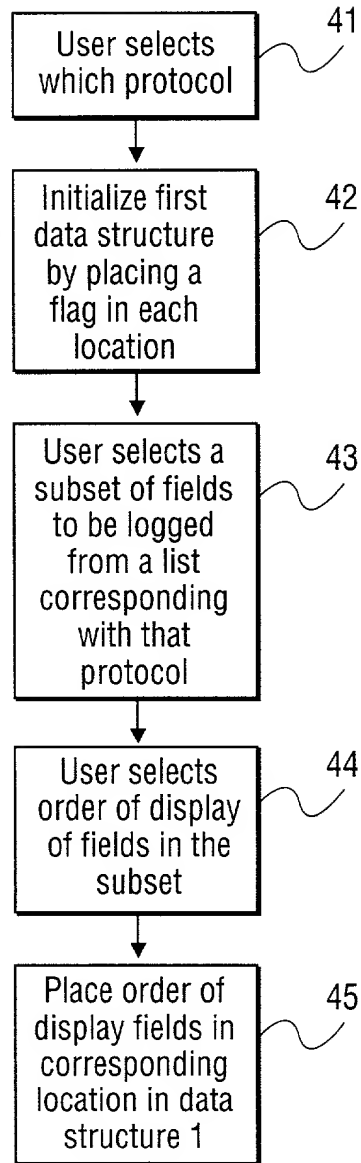 41
User selects
which protocol
42
Initialize first
data structure
by placing a
flag in each
location
43
User selects a
subset of fields
to be logged
from a list
corresponding
with that
protocol
44
User selects
order of display
of fields in the
subset
45
Place order of
display fields in
corresponding
location in data
structure 1